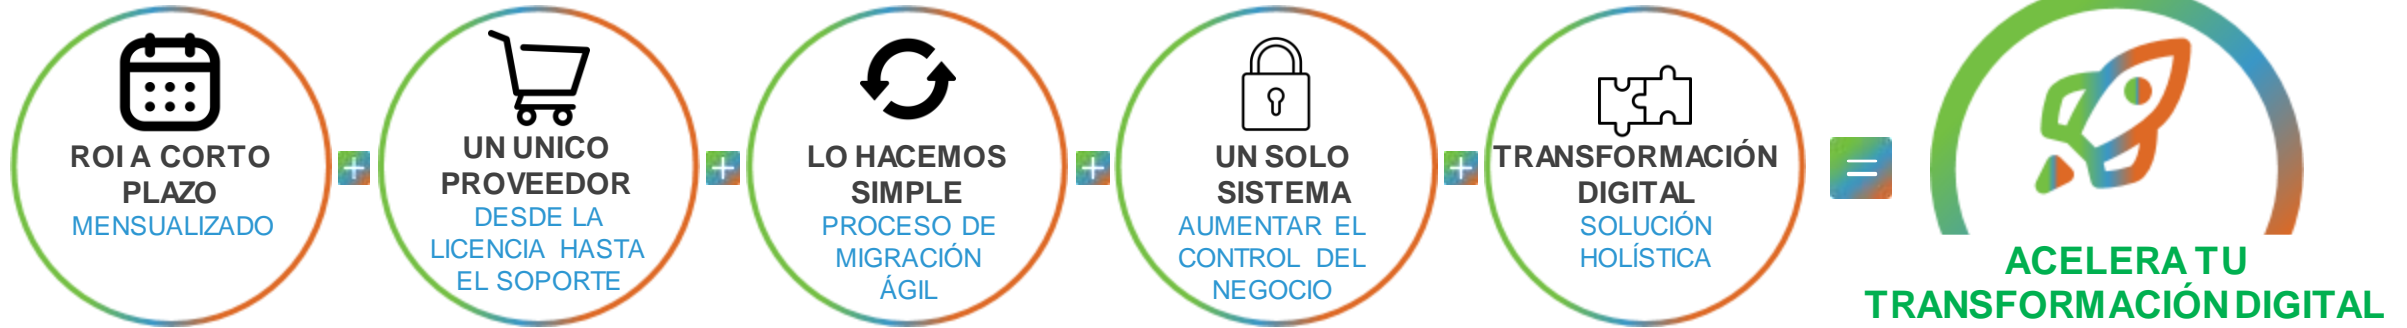 ROI A CORTO
PLAZO
MENSUALIZADO
+
UN UNICO
PROVEEDOR
DESDE LA
LICENCIA HASTA
EL SOPORTE
+
LO HACEMOS
SIMPLE
PROCESO DE
MIGRACIÓN
ÁGIL
+
UN SOLO
SISTEMA
AUMENTAR EL
CONTROL DEL
NEGOCIO
+
TRANSFORMACIÓN
DIGITAL
SOLUCIÓN
HOLÍSTICA
=
ACELERA TU
TRANSFORMACIÓN DIGITAL